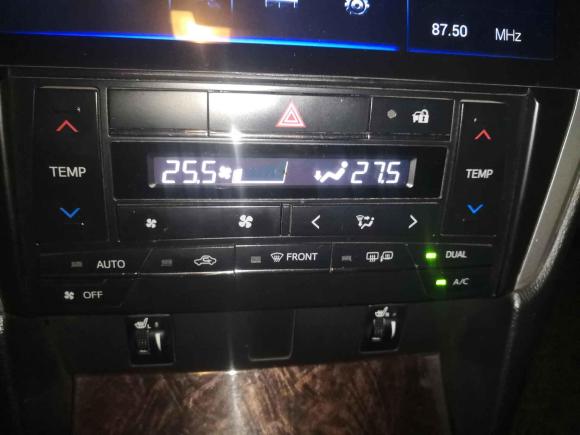 87.50 MHz
TEMP
25.5
27.5
TEMP
AUTO
FRONT
DUAL
OFF
A/C
L
R